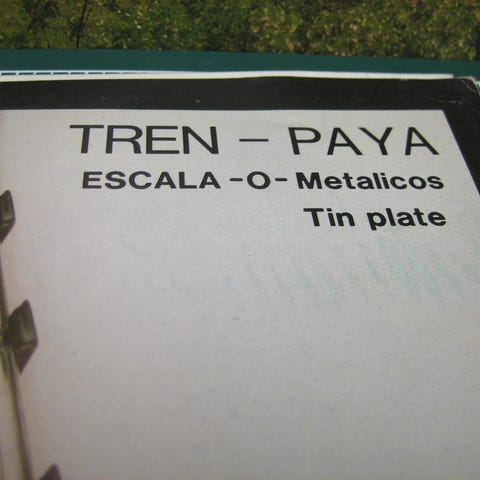 TREN - PAYA
ESCALA -O- Metalicos
Tin plate